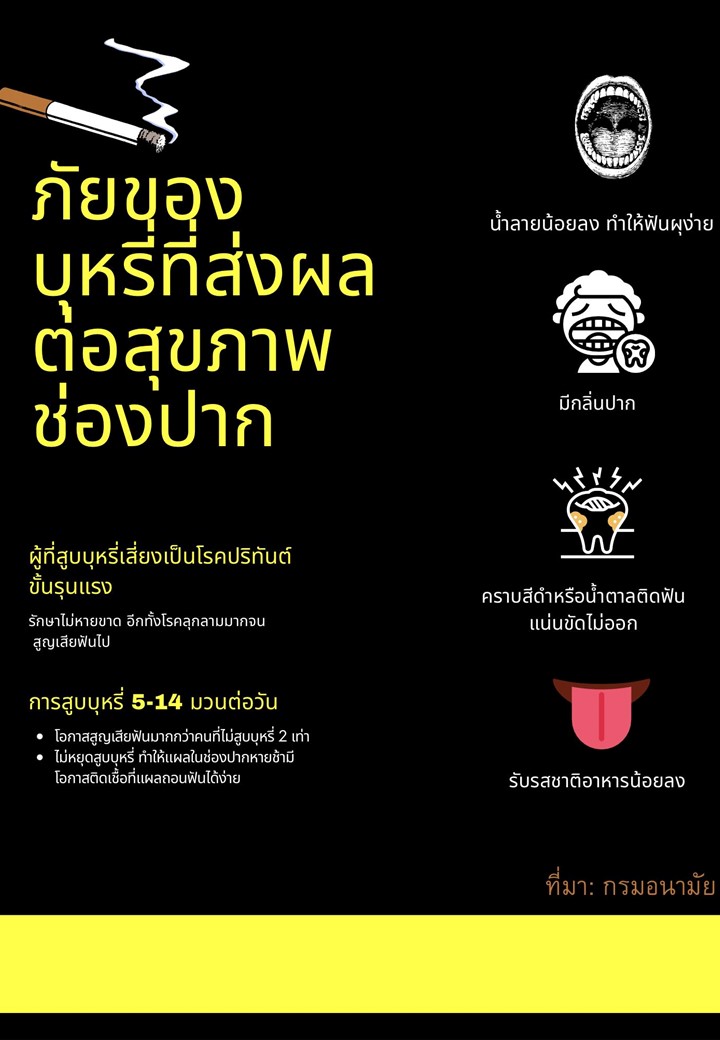 ภัยของ
บุหรี่ที่ส่งผล
ต่อสุขภาพ
ช่องปาก
ผู้ที่สูบบุหรี่เสี่ยงเป็นโรคปริทันต์
ขั้นรุนแรง
รักษาไม่หายขาด อีกทั้งโรคลุกลามมากจน
สูญเสียฟันไป
การสูบบุหรี่ 5-14 มวนต่อวัน
• โอกาสสูญเสียฟันมากกว่าคนที่ไม่สูบบุหรี่ 2 เท่า
• ไม่หยุดสูบบุหรี่ ทำให้แผลในช่องปากหายช้ามี
โอกาสติดเชื้อที่แผลถอนฟันได้ง่าย
น้ำลายน้อยลง ทำให้ฟันผุง่าย
มีกลิ่นปาก
คราบสีดำหรือน้ำตาลติดฟัน
แน่นขัดไม่ออก
รับรสชาติอาหารน้อยลง
ที่มา: กรมอนามัย